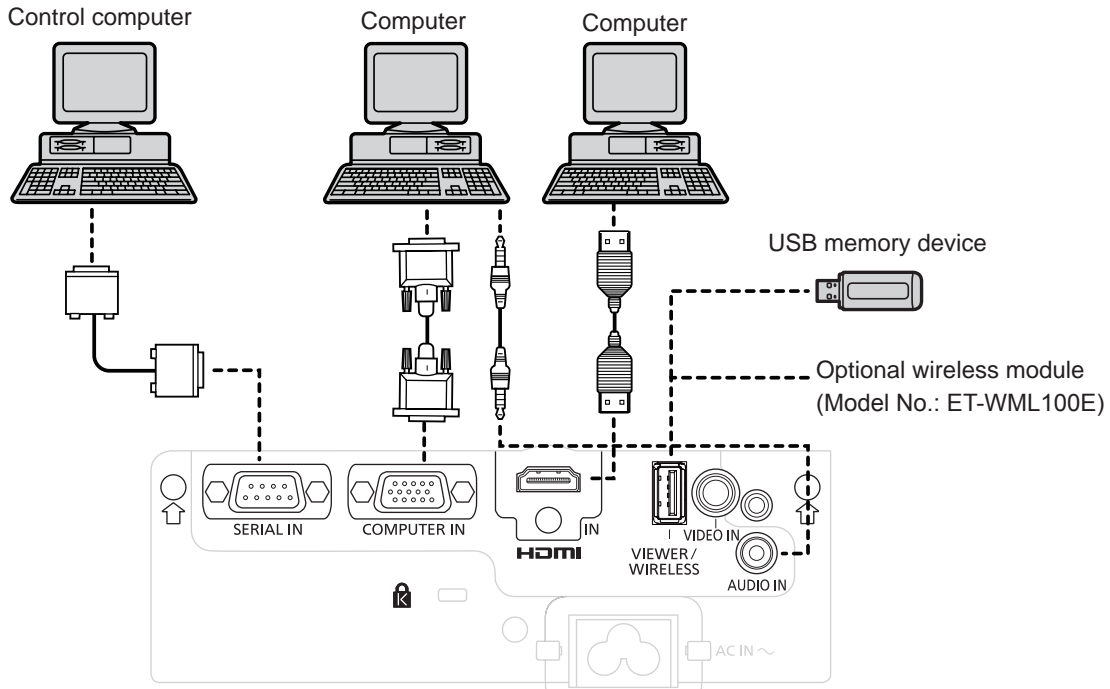 Control computer
Computer
Computer
USB memory device
Optional wireless module
(Model No.: ET-WML100E)
SERIAL IN
COMPUTER IN
HDMI
IN
VIEWER /
WIRELESS
VIDEO IN
AUDIO IN
K
AC IN ~